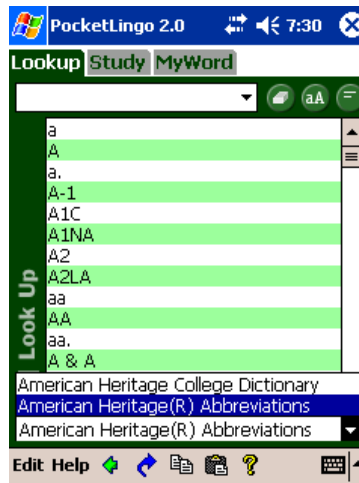 PocketLingo 2.0 7:30
Lookup Study MyWord
aA
a
A
a.
A-1
A1C
A1NA
A2
A2LA
aa
AA
aa.
A & A
Look Up
American Heritage College Dictionary
American Heritage(R) Abbreviations
American Heritage(R) Abbreviations
Edit Help